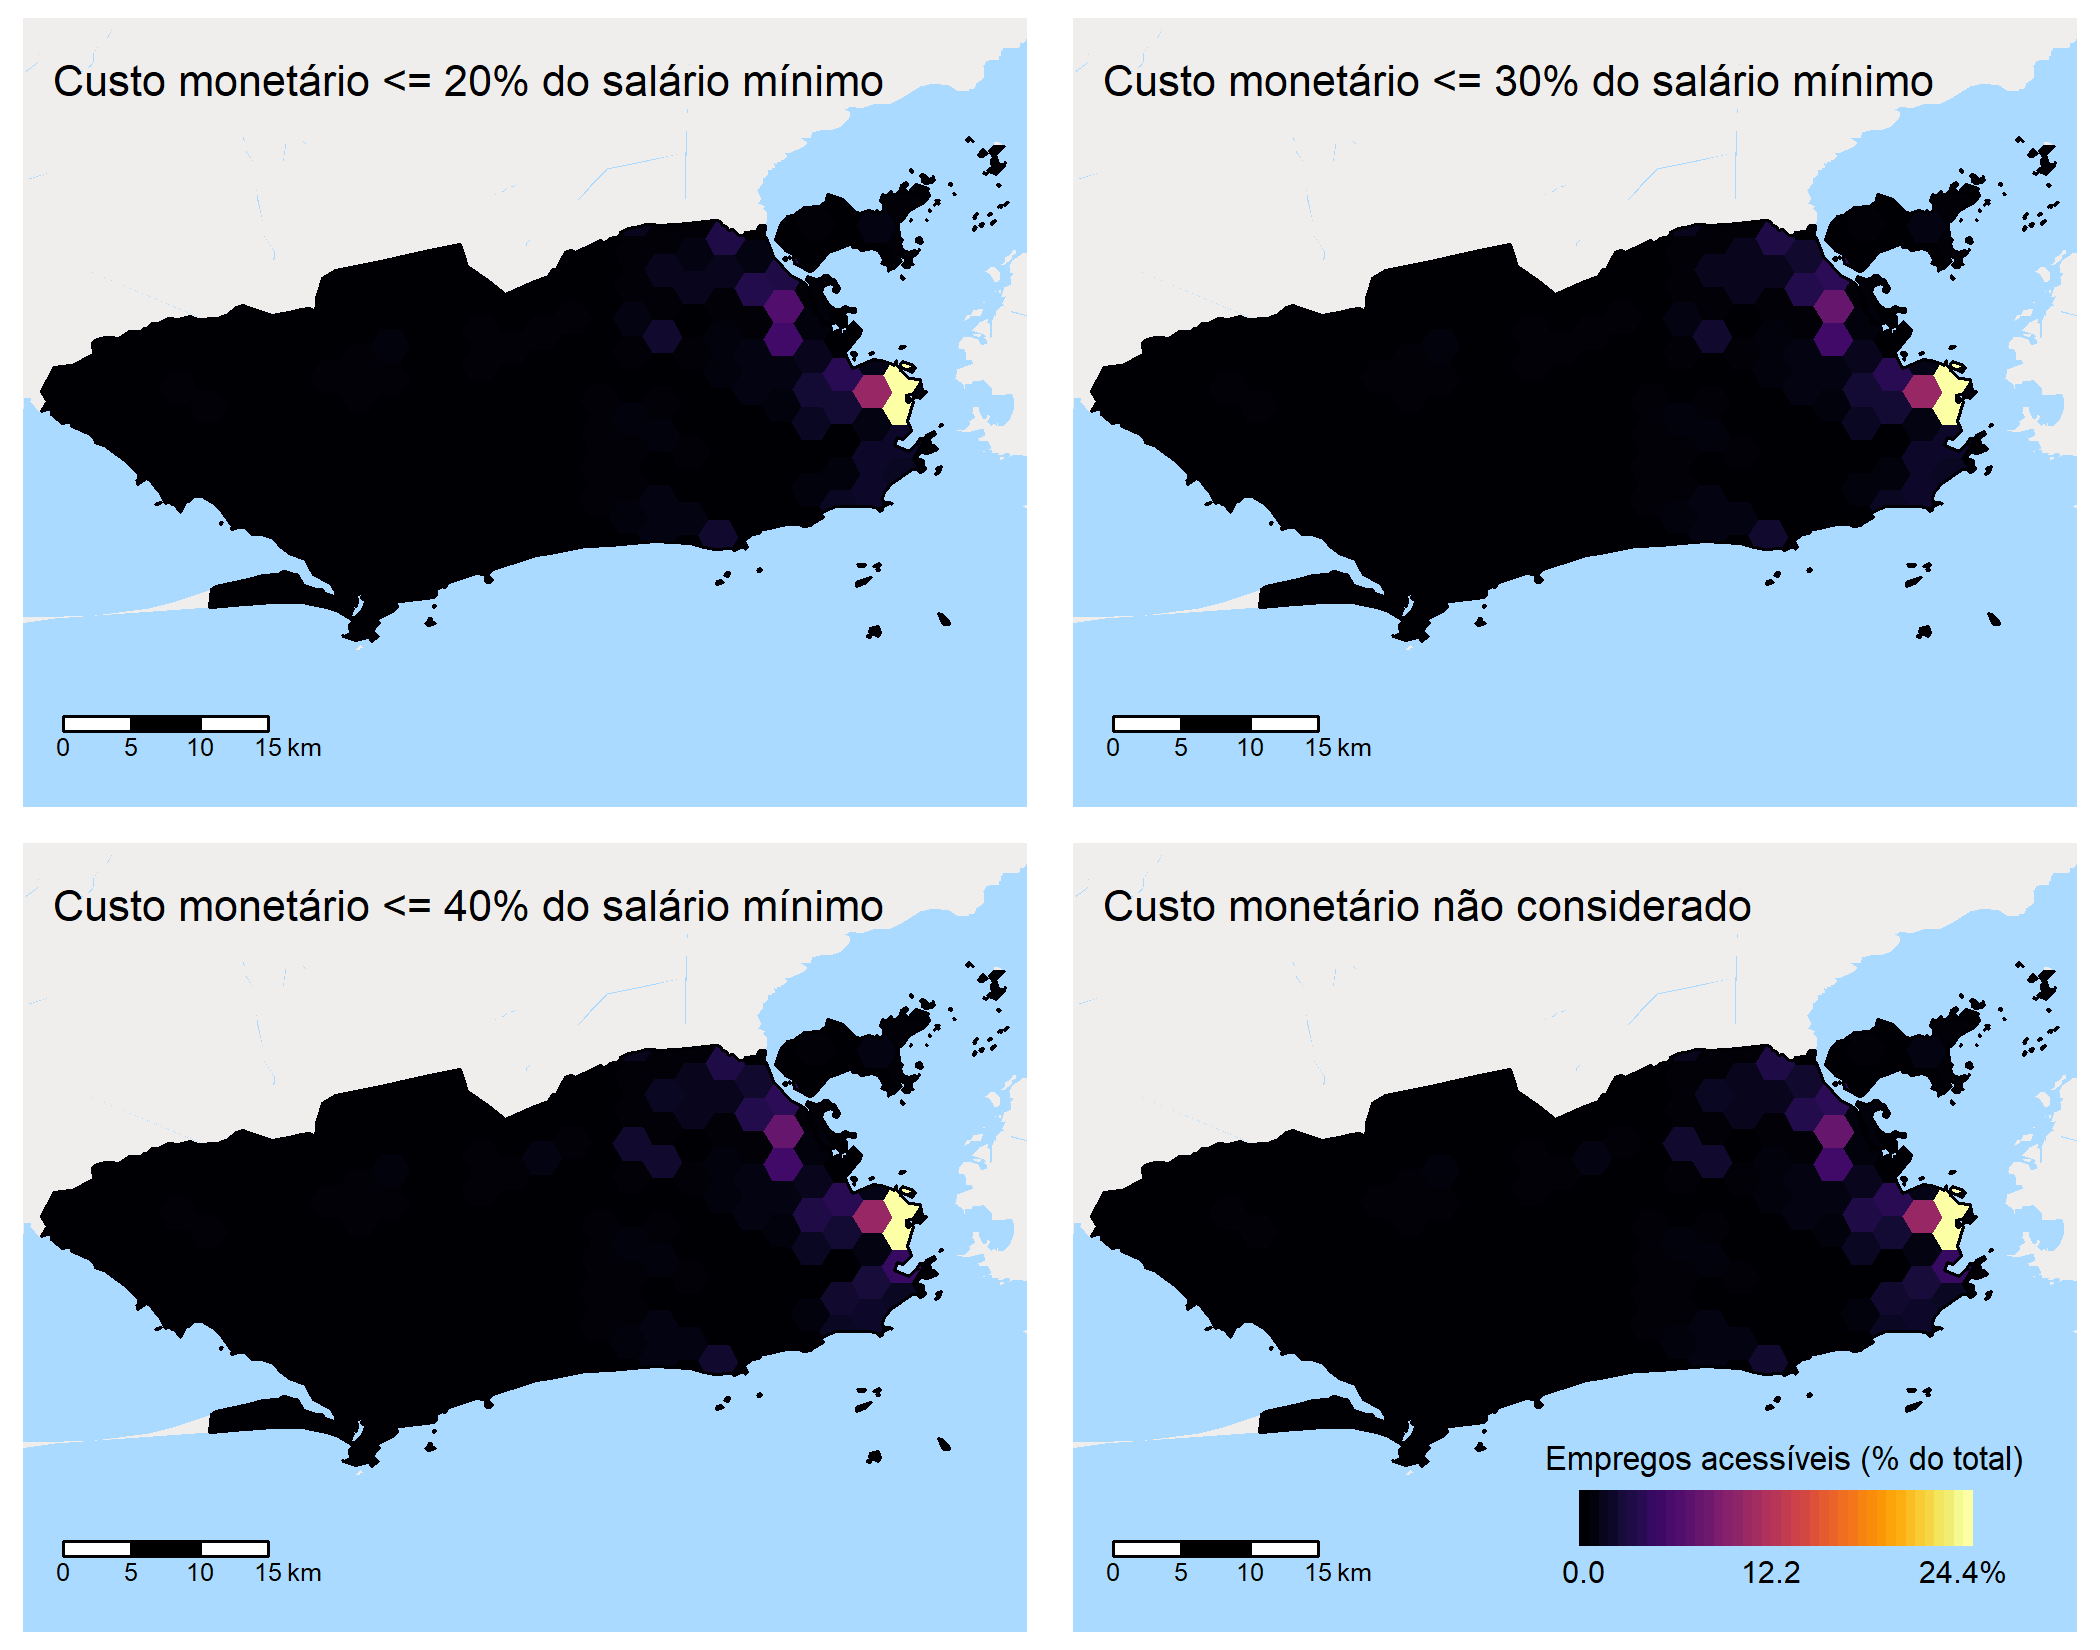 Custo monetário <= 20% do salário mínimo
Custo monetário <= 30% do salário mínimo
0 5 10 15 km
0 5 10 15 km
Custo monetário <= 40% do salário mínimo
Custo monetário não considerado
Empregos acessíveis (% do total)
0.0 12.2 24.4%
0 5 10 15 km
0 5 10 15 km